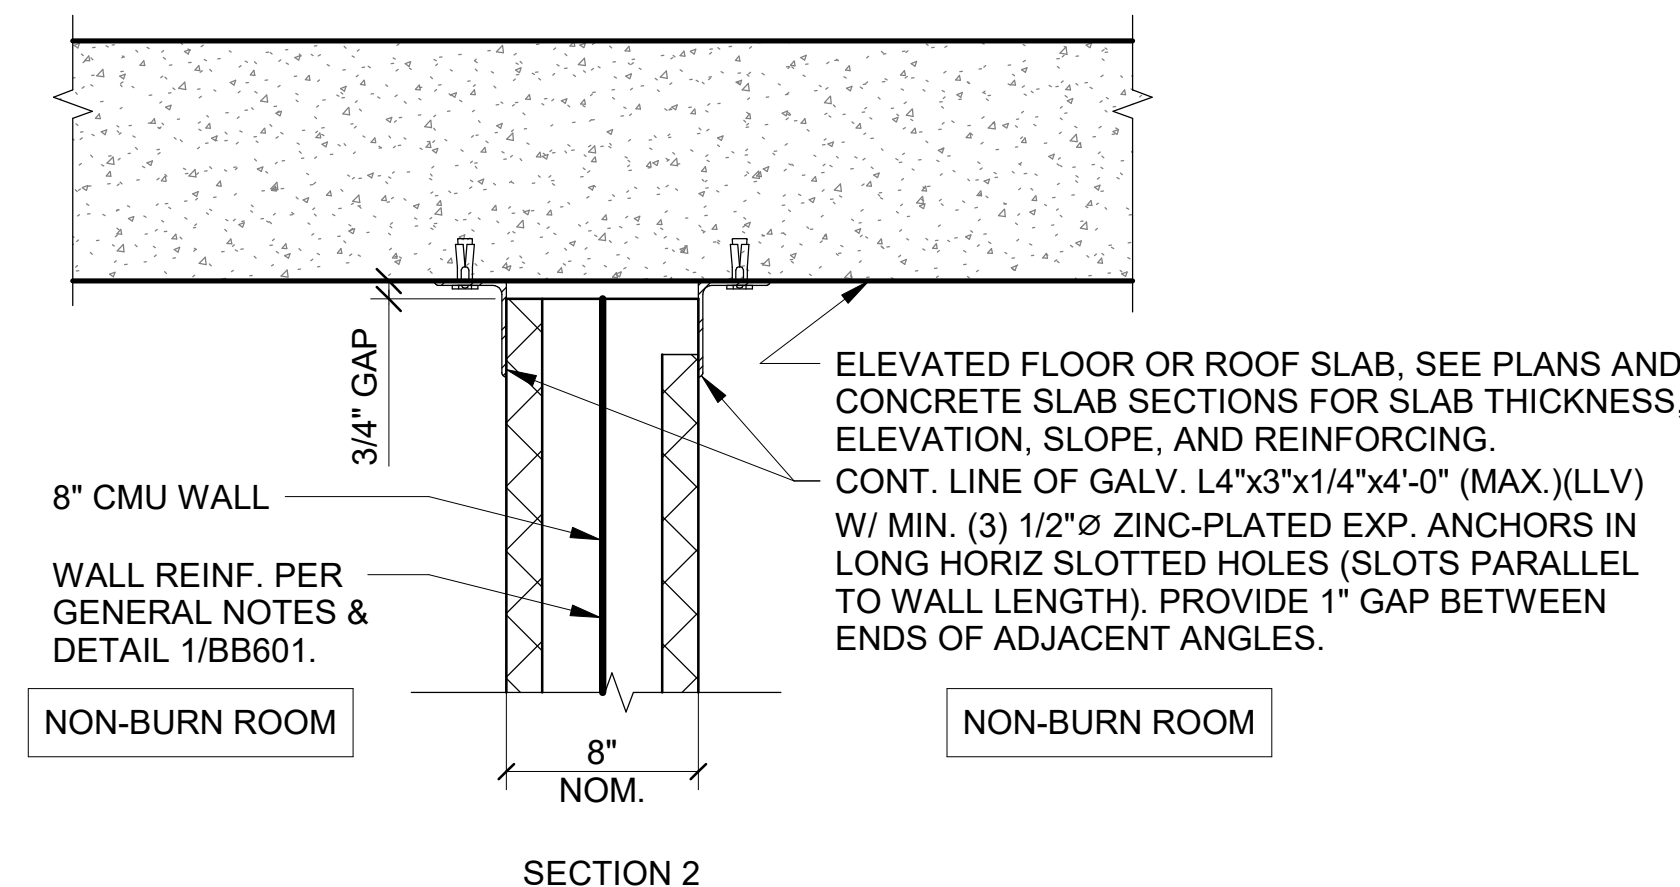 3/4" GAP
ELEVATED FLOOR OR ROOF SLAB, SEE PLANS AND
CONCRETE SLAB SECTIONS FOR SLAB THICKNESS,
ELEVATION, SLOPE, AND REINFORCING.
CONT. LINE OF GALV. L4"x3"x1/4"x4'-0" (MAX.)(LLV)
W/ MIN. (3) 1/2"Ø ZINC-PLATED EXP. ANCHORS IN
LONG HORIZ SLOTTED HOLES (SLOTS PARALLEL
TO WALL LENGTH). PROVIDE 1" GAP BETWEEN
ENDS OF ADJACENT ANGLES.
8" CMU WALL
WALL REINF. PER
GENERAL NOTES &
DETAIL 1/BB601.
NON-BURN ROOM
NON-BURN ROOM
8"
NOM.
SECTION 2